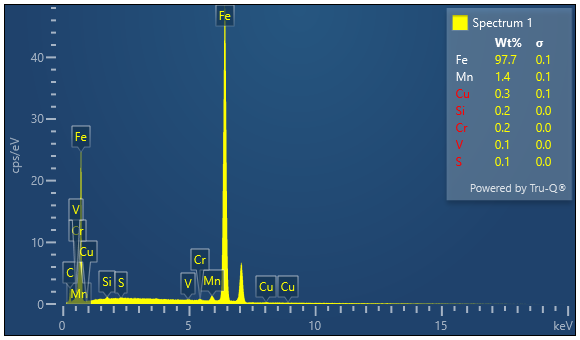 Spectrum 1
Wt% σ
Fe 97.7 0.1
Mn 1.4 0.1
Cu 0.3 0.1
Si 0.2 0.0
Cr 0.2 0.0
V 0.1 0.0
S 0.1 0.0
Powered by Tru-Q®
cps/eV
40
30
20
10
0
Fe
Fe
V
Cr
Cu
C
Mn
Si
S
V
Cr
Mn
Cu
Cu
0 5 10 15 keV